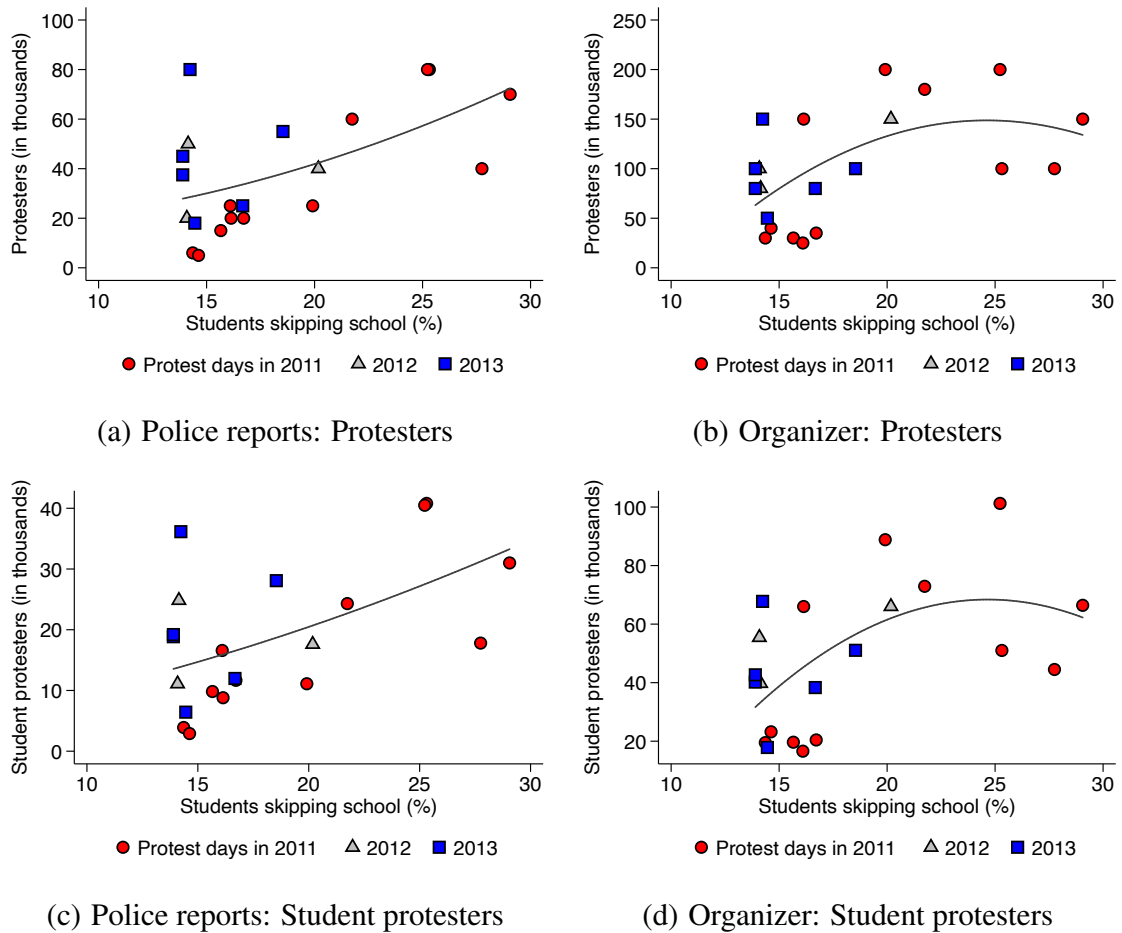 Protesters (in thousands)
100
80
60
40
20
0
10 15 20 25 30
Students skipping school (%)
Protest days in 2011 2012 2013
(a) Police reports: Protesters
Protesters (in thousands)
250
200
150
100
50
0
10 15 20 25 30
Students skipping school (%)
Protest days in 2011 2012 2013
(b) Organizer: Protesters
Student protesters (in thousands)
40
30
20
10
0
10 15 20 25 30
Students skipping school (%)
Protest days in 2011 2012 2013
(c) Police reports: Student protesters
Student protesters (in thousands)
100
80
60
40
20
10 15 20 25 30
Students skipping school (%)
Protest days in 2011 2012 2013
(d) Organizer: Student protesters